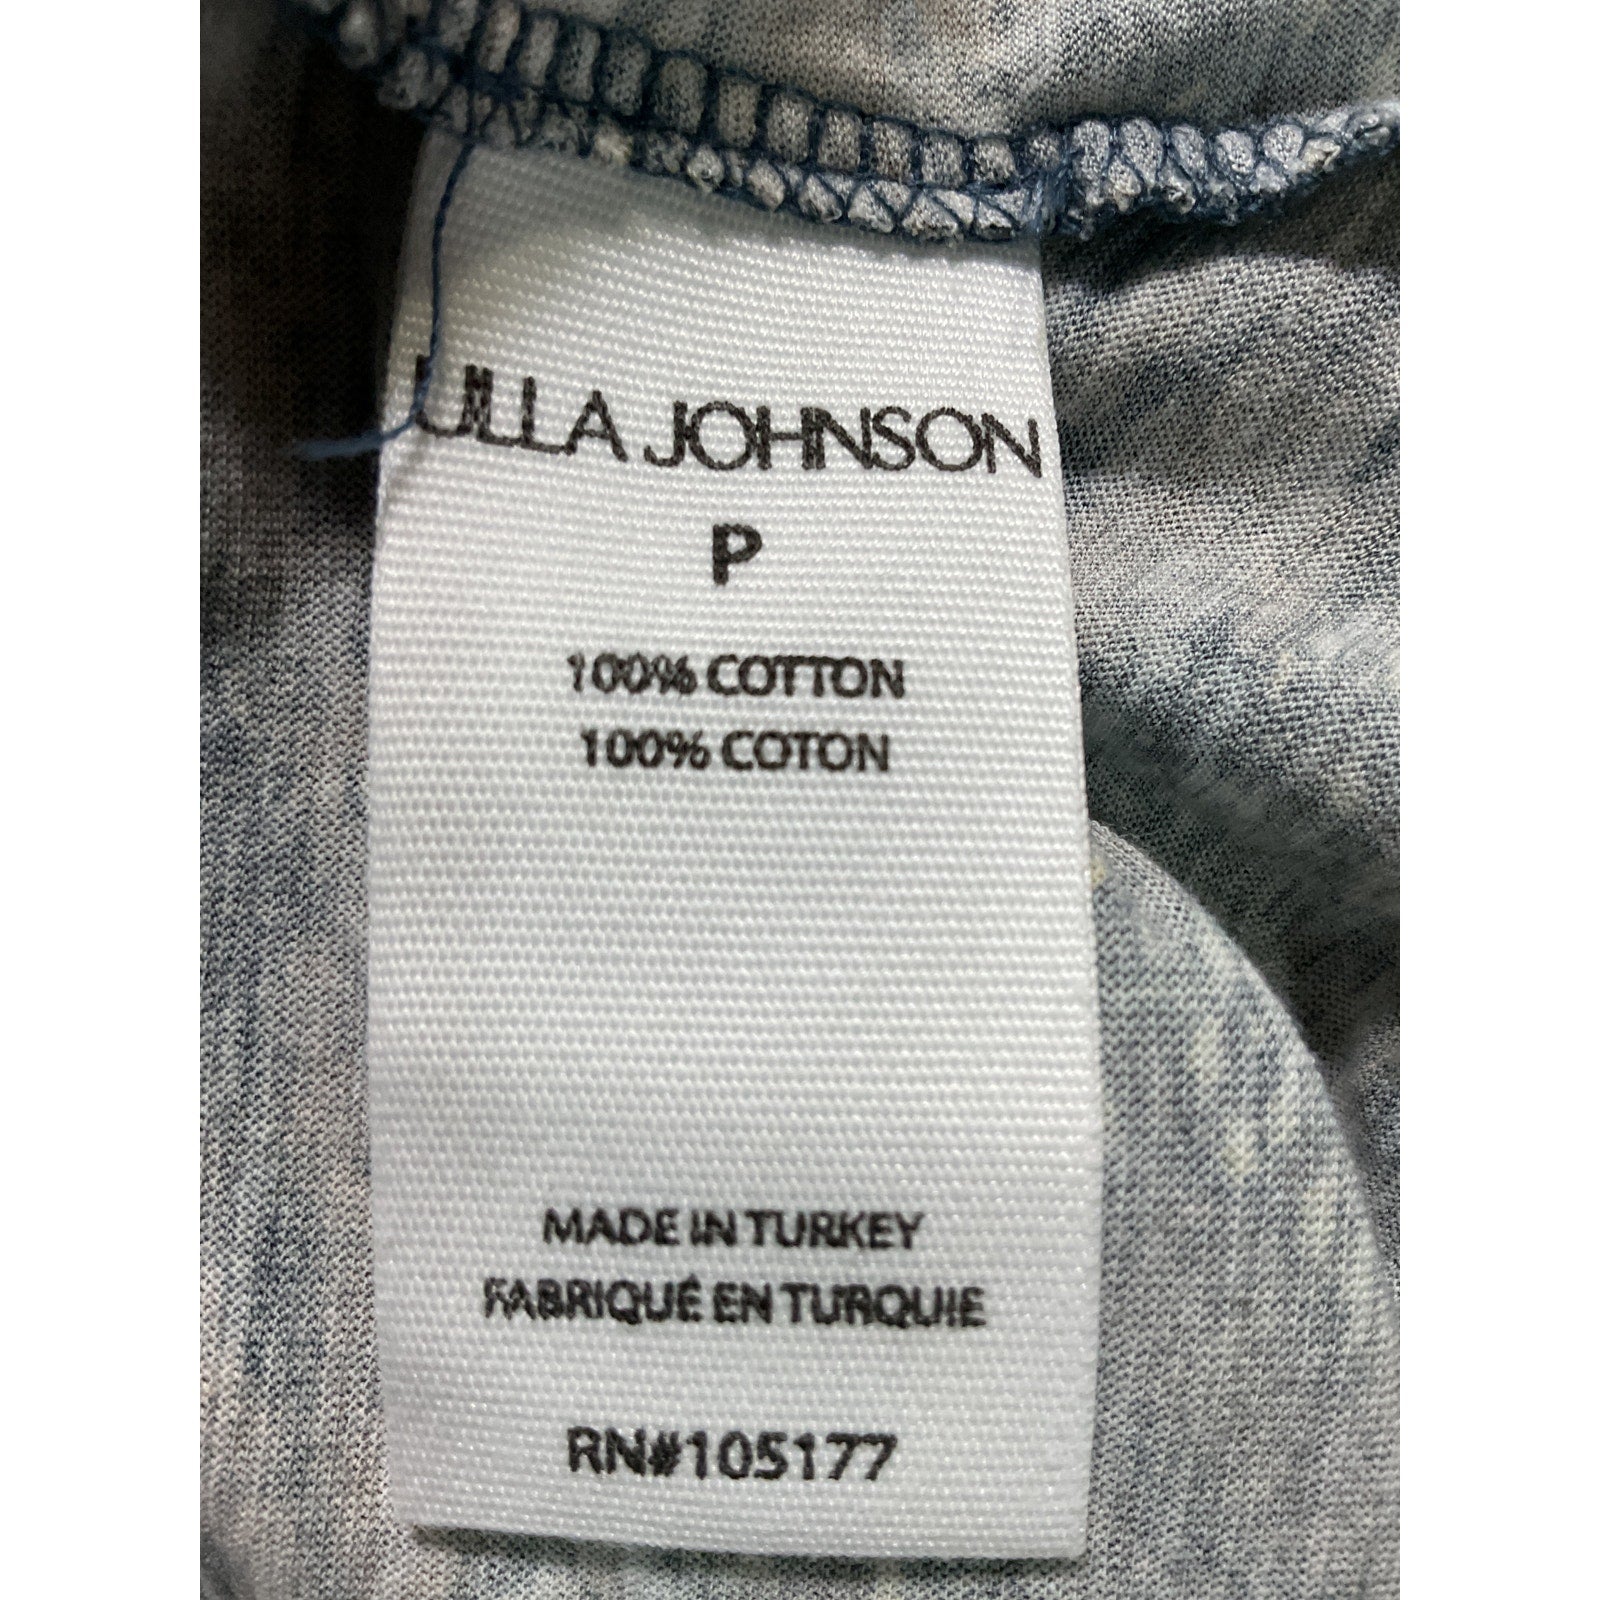 ULLA JOHNSON
P
100% COTTON
100% COTON
MADE IN TURKEY
FABRIQUÉ EN TURQUIE
RN#105177